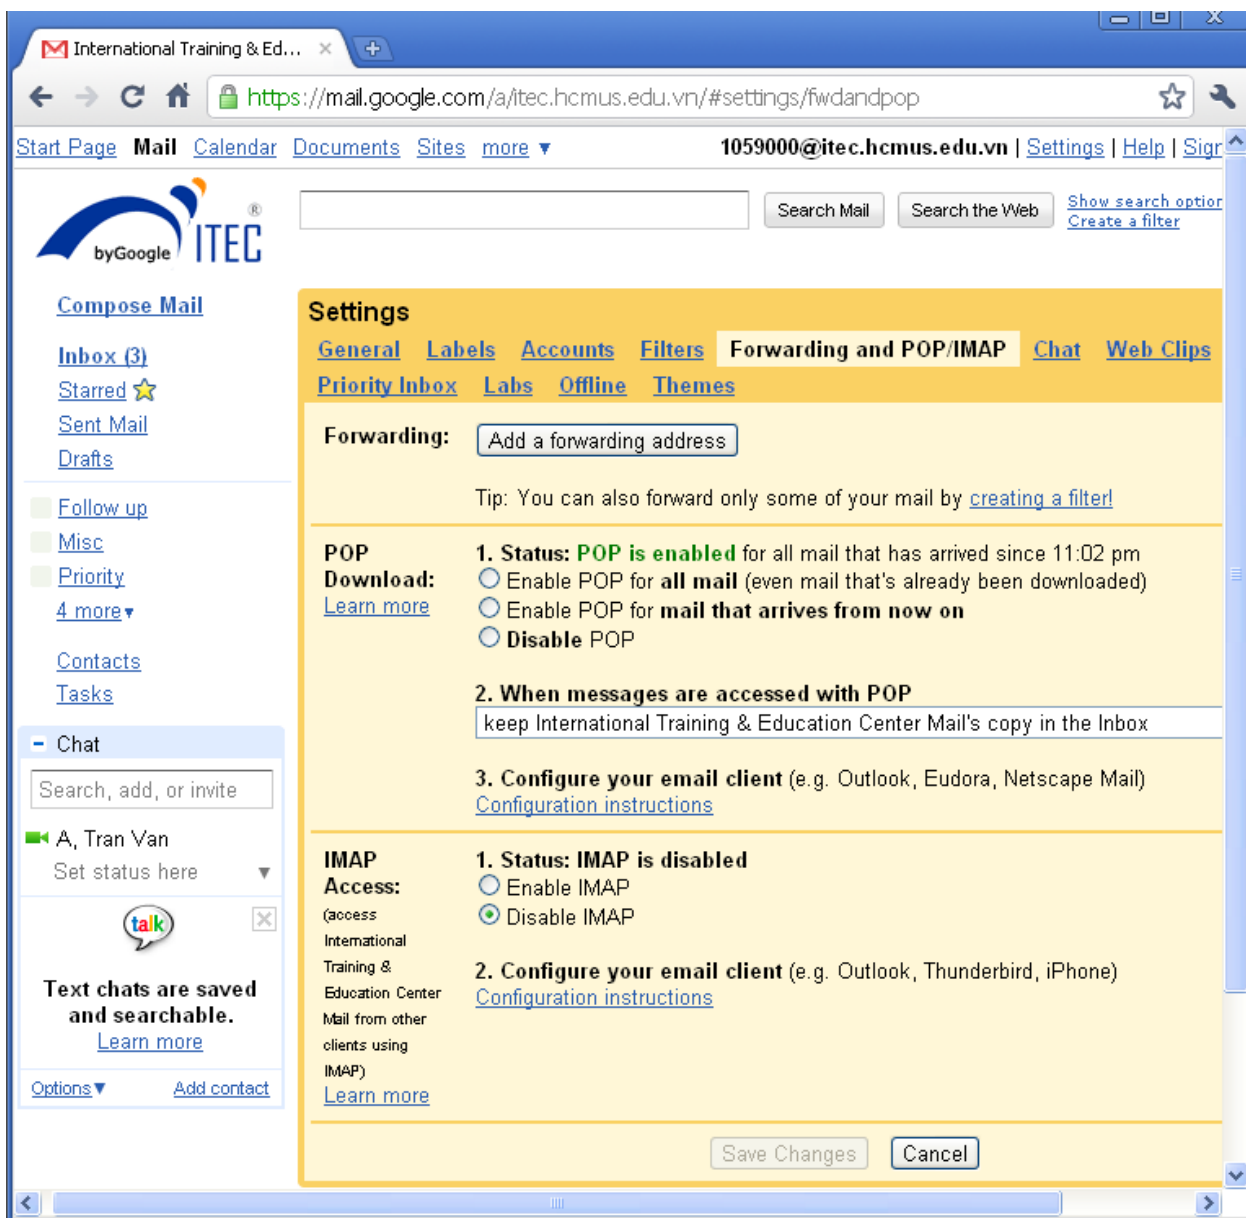 International Training & Ed...
https://mail.google.com/a/itec.hcmus.edu.vn/#settings/fwdandpop
Start Page Mail Calendar Documents Sites more ▼ 1059000@itec.hcmus.edu.vn | Settings | Help | Sigr
byGoogle ITEC ®
Search Mail Search the Web Show search option
Create a filter
Compose Mail
Inbox (3)
Starred
Sent Mail
Drafts
Follow up
Misc
Priority
4 more▼
Contacts
Tasks
Chat
Search, add, or invite
A, Tran Van
Set status here ▼
talk
Text chats are saved
and searchable.
Learn more
Options▼ Add contact
Settings
General Labels Accounts Filters Forwarding and POP/IMAP Chat Web Clips
Priority Inbox Labs Offline Themes
Forwarding: Add a forwarding address
Tip: You can also forward only some of your mail by creating a filter!
POP
Download:
Learn more
1. Status: POP is enabled for all mail that has arrived since 11:02 pm
Enable POP for all mail (even mail that's already been downloaded)
Enable POP for mail that arrives from now on
Disable POP
2. When messages are accessed with POP
keep International Training & Education Center Mail's copy in the Inbox
3. Configure your email client (e.g. Outlook, Eudora, Netscape Mail)
Configuration instructions
IMAP
Access:
(access
International
Training &
Education Center
Mail from other
clients using
IMAP)
Learn more
1. Status: IMAP is disabled
Enable IMAP
Disable IMAP
2. Configure your email client (e.g. Outlook, Thunderbird, iPhone)
Configuration instructions
Save Changes Cancel